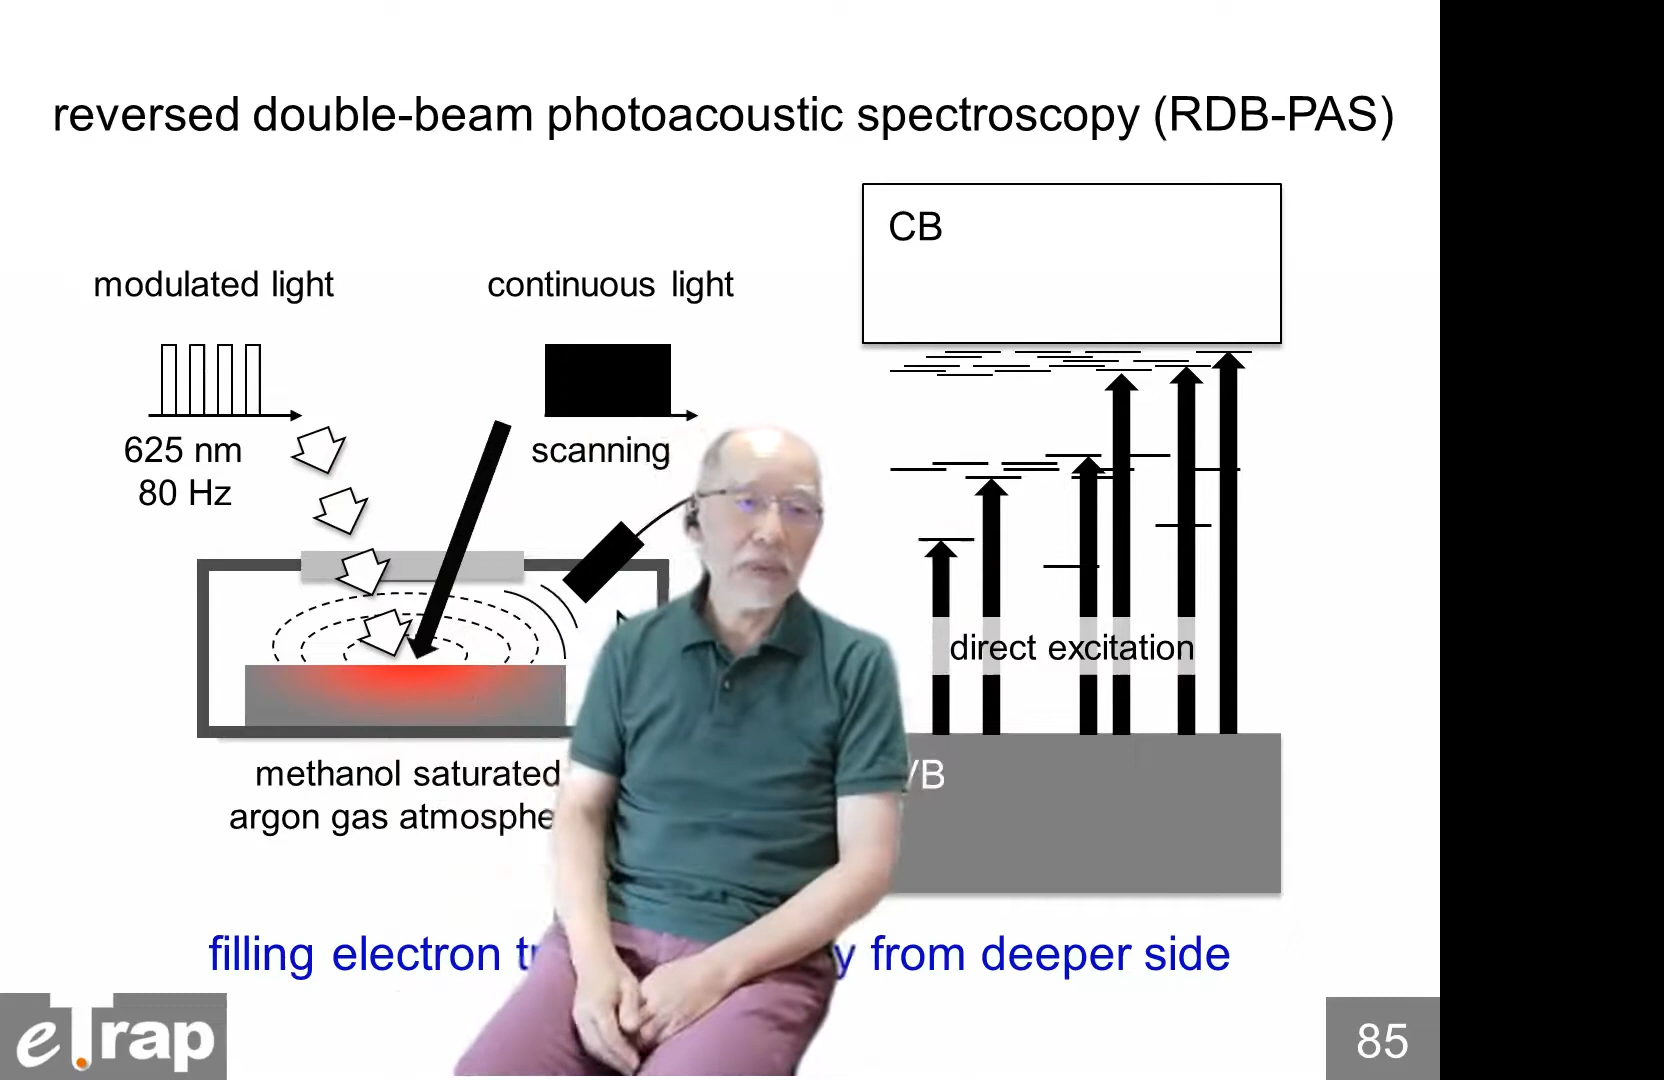 reversed double-beam photoacoustic spectroscopy (RDB-PAS)
modulated light
continuous light
625 nm
80 Hz
scanning
methanol saturated
argon gas
CB
direct excitation
filling electron
from deeper side
eTrap
85